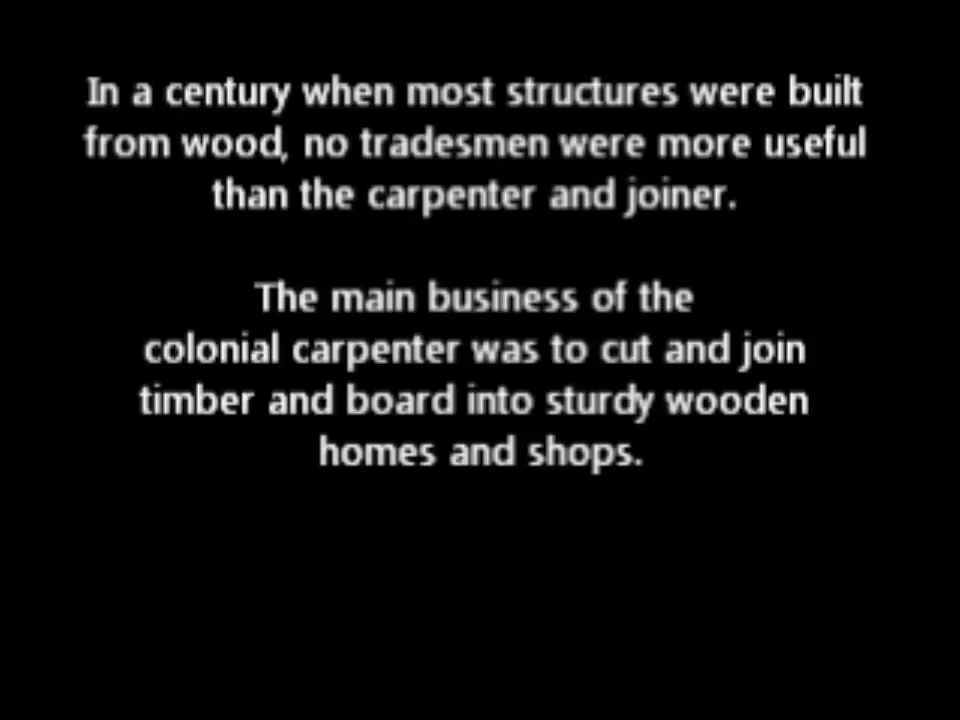 In a century when most structures were built
from wood, no tradesmen were more useful
than the carpenter and joiner.
The main business of the
colonial carpenter was to cut and join
timber and board into sturdy wooden
homes and shops.